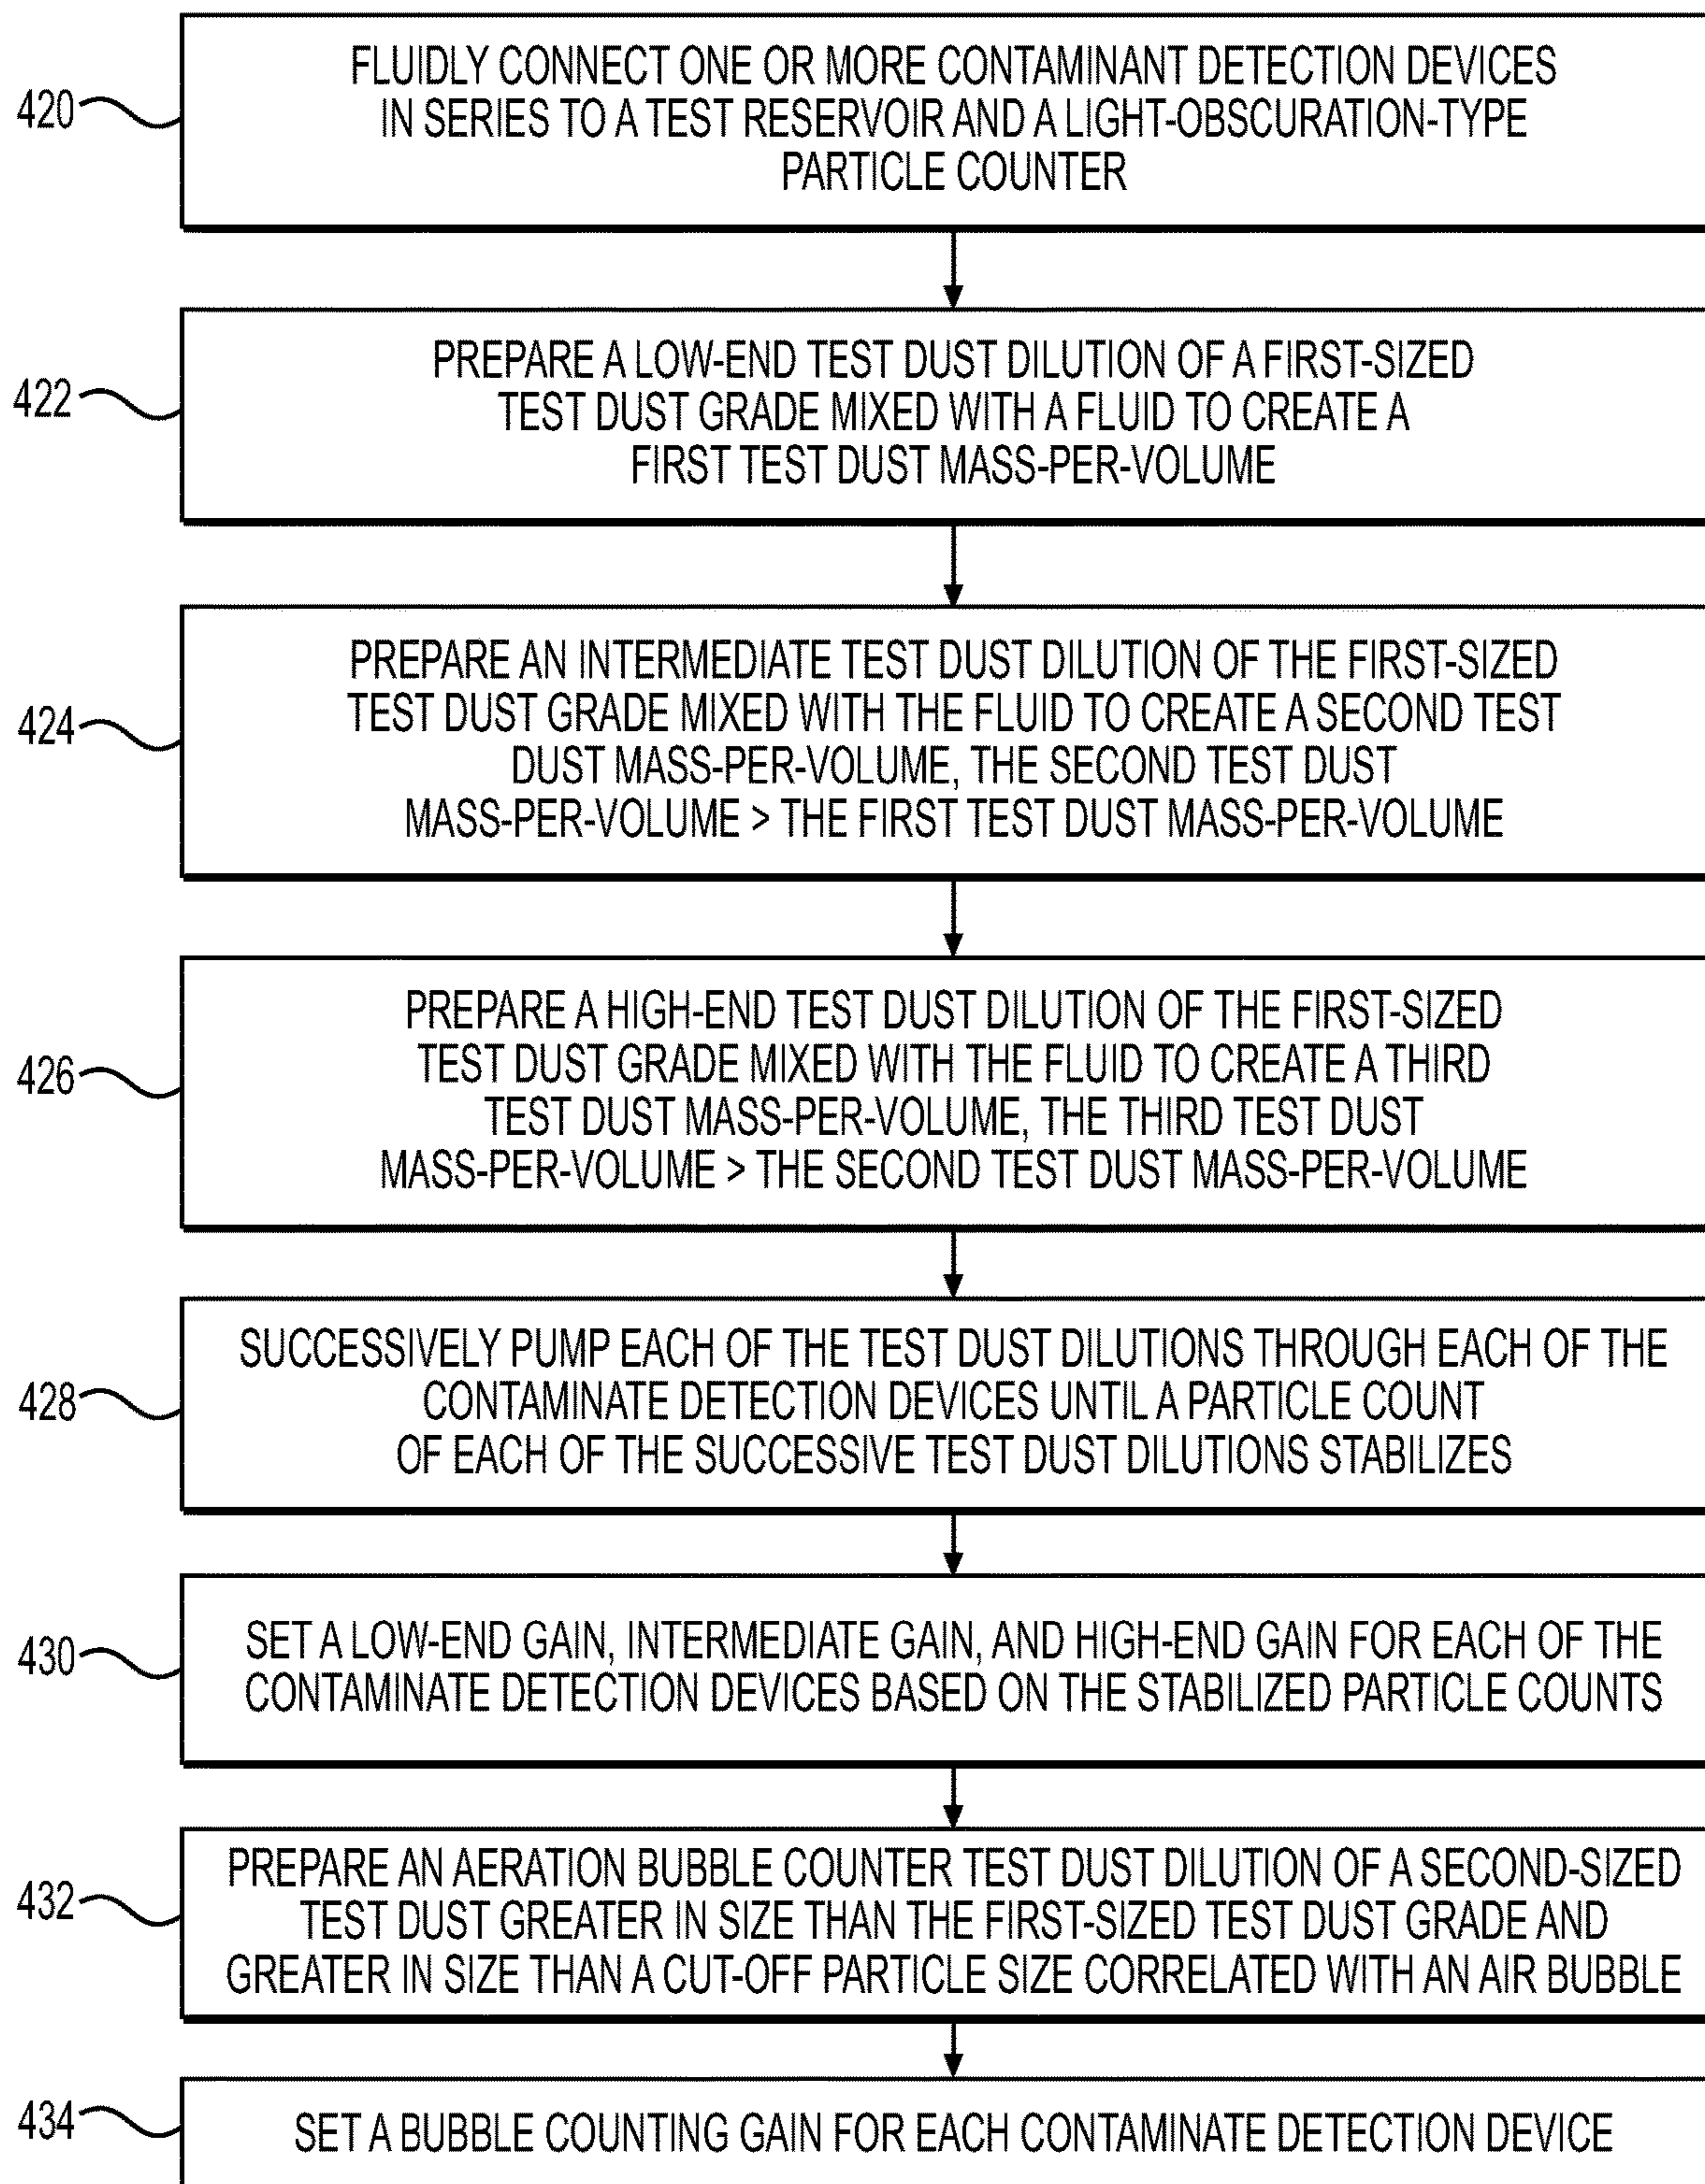 420
FLUIDLY CONNECT ONE OR MORE CONTAMINANT DETECTION DEVICES
IN SERIES TO A TEST RESERVOIR AND A LIGHT-OBSCURATION-TYPE
PARTICLE COUNTER
422
PREPARE A LOW-END TEST DUST DILUTION OF A FIRST-SIZED
TEST DUST GRADE MIXED WITH A FLUID TO CREATE A
FIRST TEST DUST MASS-PER-VOLUME
424
PREPARE AN INTERMEDIATE TEST DUST DILUTION OF THE FIRST-SIZED
TEST DUST GRADE MIXED WITH THE FLUID TO CREATE A SECOND TEST
DUST MASS-PER-VOLUME, THE SECOND TEST DUST
MASS-PER-VOLUME > THE FIRST TEST DUST MASS-PER-VOLUME
426
PREPARE A HIGH-END TEST DUST DILUTION OF THE FIRST-SIZED
TEST DUST GRADE MIXED WITH THE FLUID TO CREATE A THIRD
TEST DUST MASS-PER-VOLUME, THE THIRD TEST DUST
MASS-PER-VOLUME > THE SECOND TEST DUST MASS-PER-VOLUME
428
SUCCESSIVELY PUMP EACH OF THE TEST DUST DILUTIONS THROUGH EACH OF THE
CONTAMINATE DETECTION DEVICES UNTIL A PARTICLE COUNT
OF EACH OF THE SUCCESSIVE TEST DUST DILUTIONS STABILIZES
430
SET A LOW-END GAIN, INTERMEDIATE GAIN, AND HIGH-END GAIN FOR EACH OF THE
CONTAMINATE DETECTION DEVICES BASED ON THE STABILIZED PARTICLE COUNTS
432
PREPARE AN AERATION BUBBLE COUNTER TEST DUST DILUTION OF A SECOND-SIZED
TEST DUST GREATER IN SIZE THAN THE FIRST-SIZED TEST DUST GRADE AND
GREATER IN SIZE THAN A CUT-OFF PARTICLE SIZE CORRELATED WITH AN AIR BUBBLE
434
SET A BUBBLE COUNTING GAIN FOR EACH CONTAMINATE DETECTION DEVICE